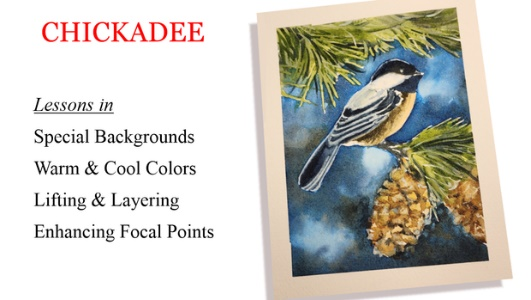 CHICKADEE
Lessons in
Special Backgrounds
Warm & Cool Colors
Lifting & Layering
Enhancing Focal Points